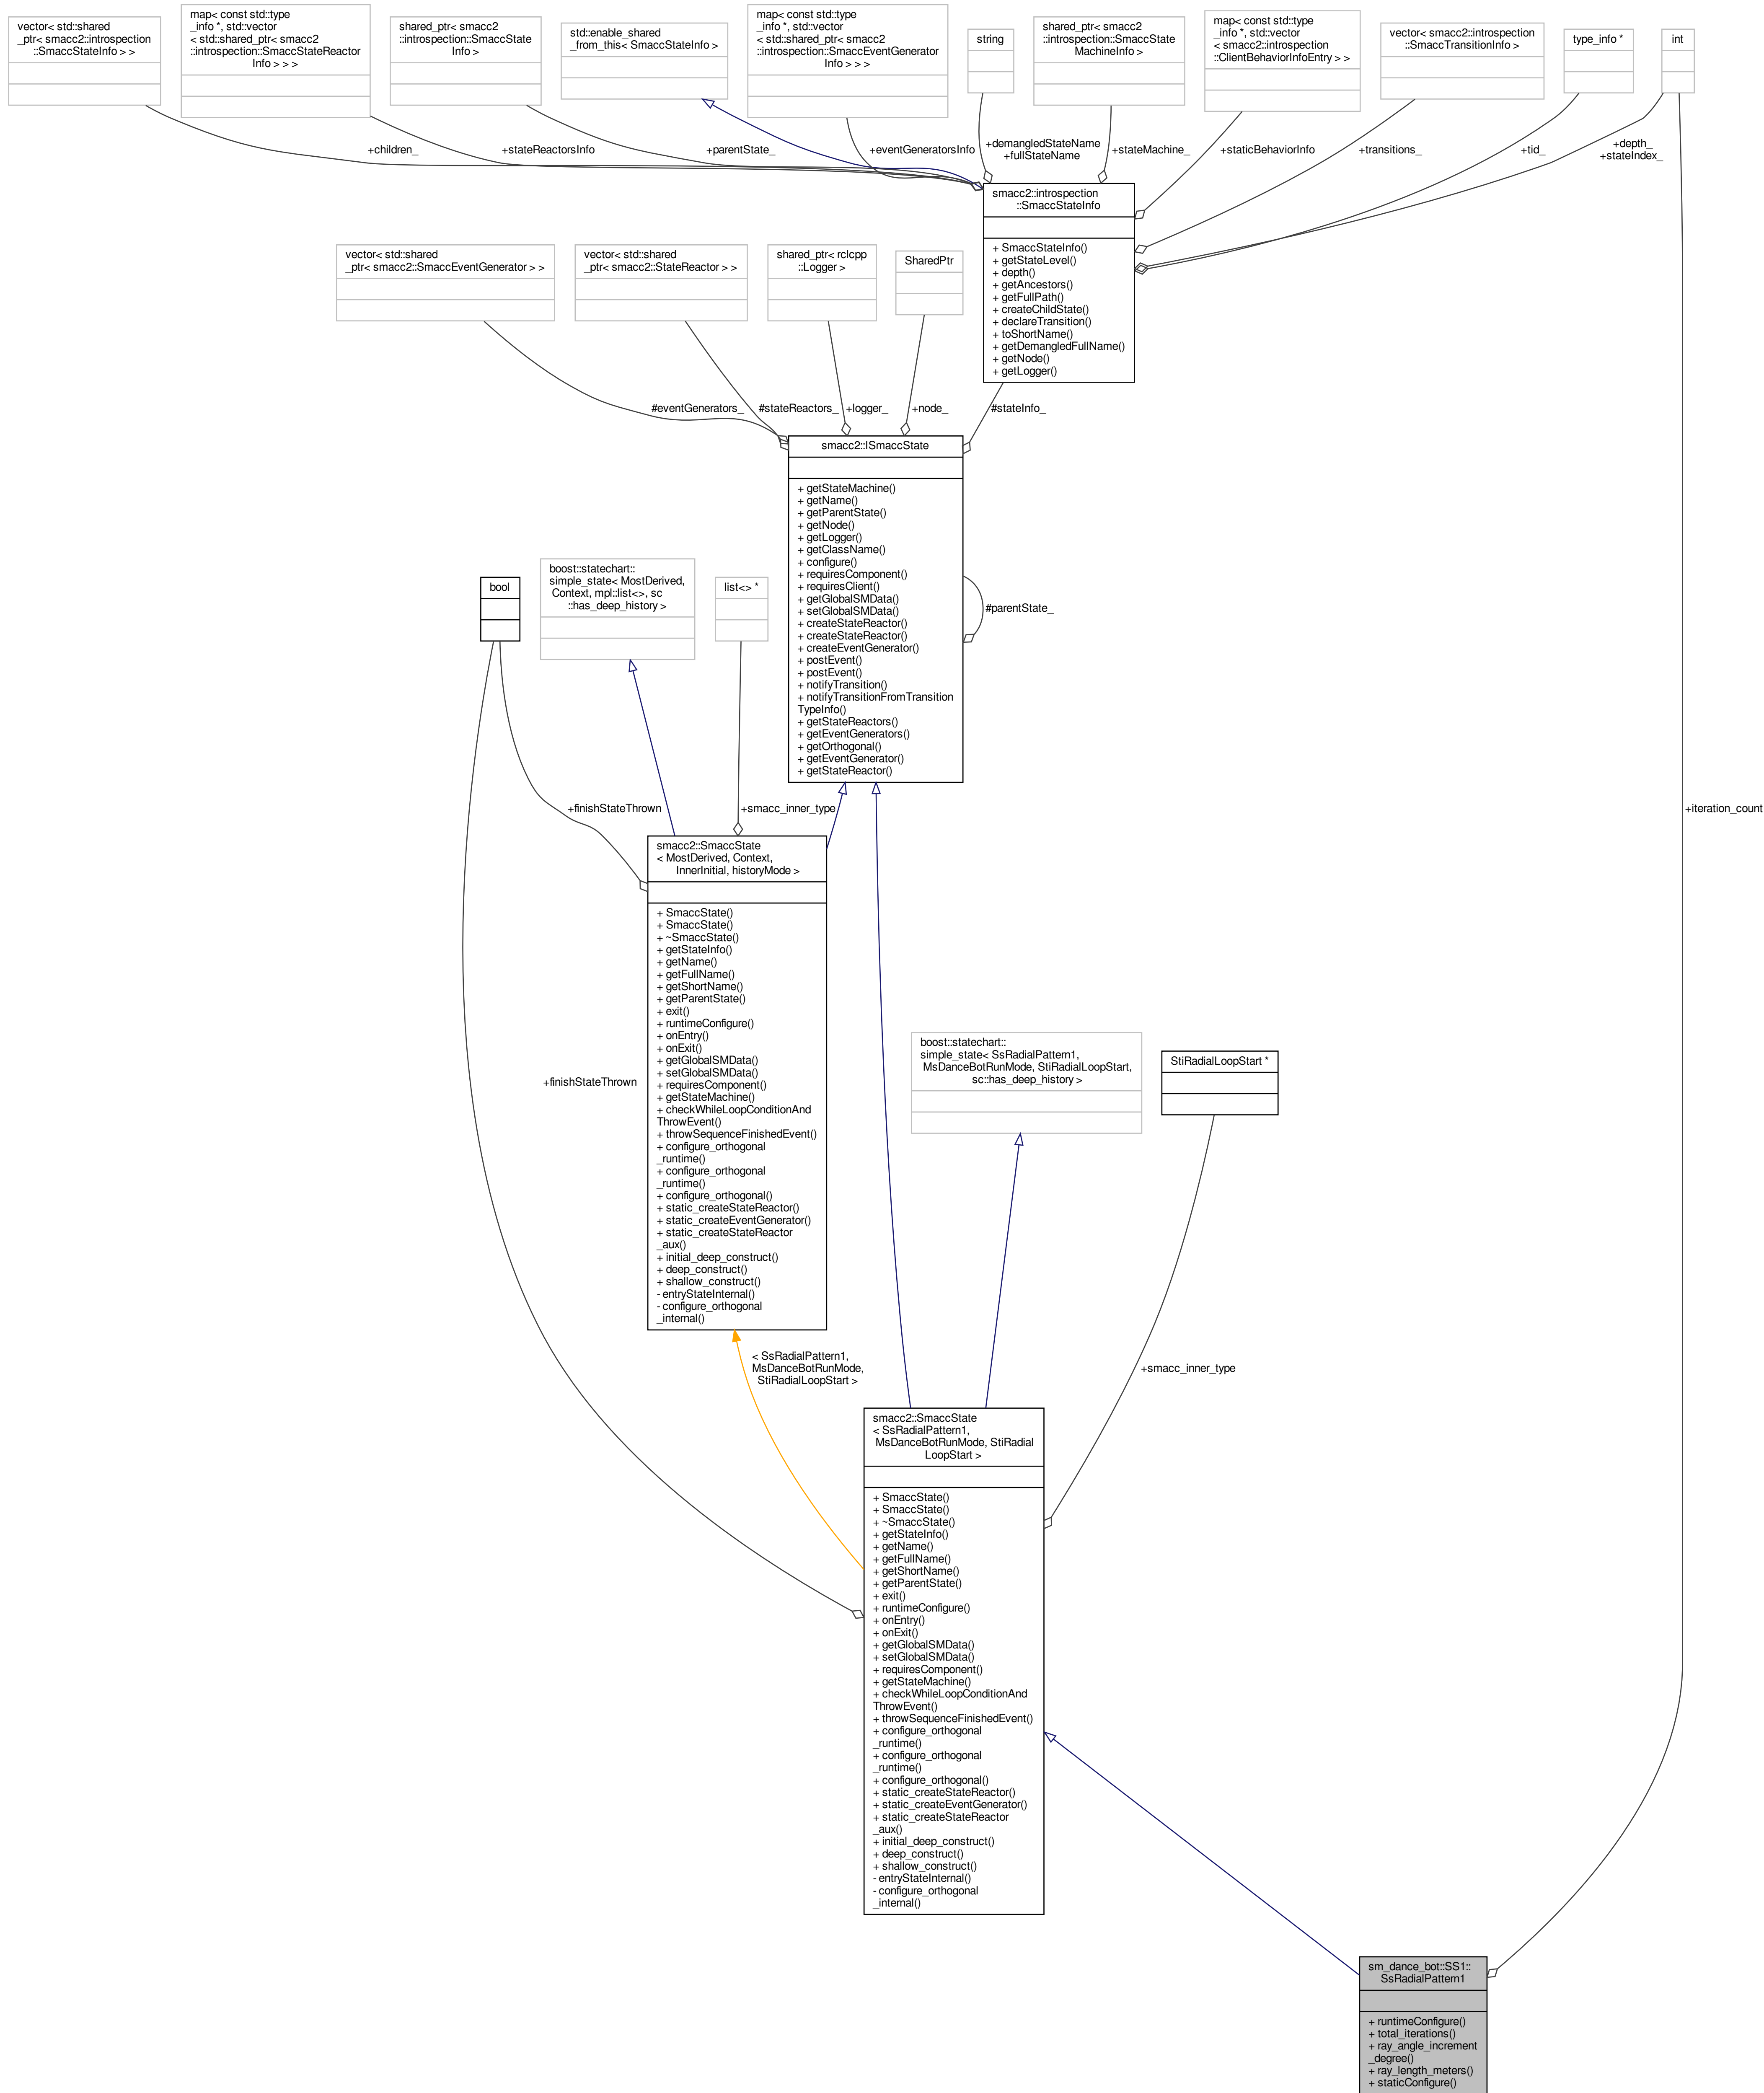 vector< std::shared
_ptr< smacc2::introspection
::SmaccStateInfo > >
map< const std::type
_info *, std::vector
< std::shared_ptr< smacc2
::introspection::SmaccStateReactor
Info > > >
shared_ptr< smacc2
::introspection::SmaccState
Info >
std::enable_shared
_from_this< SmaccStateInfo >
map< const std::type
_info *, std::vector
< std::shared_ptr< smacc2
::introspection::SmaccEventGenerator
Info > > >
string
shared_ptr< smacc2
::introspection::SmaccState
MachineInfo >
map< const std::type
_info *, std::vector
< smacc2::introspection
::ClientBehaviorInfoEntry > >
vector< smacc2::introspection
::SmaccTransitionInfo >
type_info *
int
+children_
+stateReactorsInfo
+parentState_
+eventGeneratorsInfo
+demangledStateName
+fullStateName
+stateMachine_
+staticBehaviorInfo
+transitions_
+tid_
+depth_
+stateIndex_
smacc2::introspection
::SmaccStateInfo
+ SmaccStateInfo()
+ getStateLevel()
+ depth()
+ getAncestors()
+ getFullPath()
+ createChildState()
+ declareTransition()
+ toShortName()
+ getDemangledFullName()
+ getNode()
+ getLogger()
vector< std::shared
_ptr< smacc2::SmaccEventGenerator > >
vector< std::shared
_ptr< smacc2::StateReactor > >
shared_ptr< rclcpp
::Logger >
SharedPtr
#eventGenerators_
#stateReactors_
+logger_
+node_
#stateInfo_
smacc2::ISmaccState
+ getStateMachine()
+ getName()
+ getParentState()
+ getNode()
+ getLogger()
+ getClassName()
+ configure()
+ requiresComponent()
+ requiresClient()
+ getGlobalSMData()
+ setGlobalSMData()
+ createStateReactor()
+ createStateReactor()
+ createEventGenerator()
+ postEvent()
+ postEvent()
+ notifyTransition()
+ notifyTransitionFromTransition
TypeInfo()
+ getStateReactors()
+ getEventGenerators()
+ getOrthogonal()
+ getEventGenerator()
+ getStateReactor()
#parentState_
bool
boost::statechart::
simple_state< MostDerived,
Context, mpl::list<>, sc
::has_deep_history >
list<> *
+finishStateThrown
+smacc_inner_type
+iteration_count
smacc2::SmaccState
< MostDerived, Context,
InnerInitial, historyMode >
+ SmaccState()
+ SmaccState()
+ ~SmaccState()
+ getStateInfo()
+ getName()
+ getFullName()
+ getShortName()
+ getParentState()
+ exit()
+ runtimeConfigure()
+ onEntry()
+ onExit()
+ getGlobalSMData()
+ setGlobalSMData()
+ requiresComponent()
+ getStateMachine()
+ checkWhileLoopConditionAnd
ThrowEvent()
+ throwSequenceFinishedEvent()
+ configure_orthogonal
_runtime()
+ configure_orthogonal
_runtime()
+ configure_orthogonal()
+ static_createStateReactor()
+ static_createEventGenerator()
+ static_createStateReactor
_aux()
+ initial_deep_construct()
+ deep_construct()
+ shallow_construct()
- entryStateInternal()
- configure_orthogonal
_internal()
+finishStateThrown
boost::statechart::
simple_state< SsRadialPattern1,
MsDanceBotRunMode, StiRadialLoopStart,
sc::has_deep_history >
StiRadialLoopStart *
< SsRadialPattern1,
MsDanceBotRunMode,
StiRadialLoopStart >
+smacc_inner_type
smacc2::SmaccState
< SsRadialPattern1,
MsDanceBotRunMode, StiRadial
LoopStart >
+ SmaccState()
+ SmaccState()
+ ~SmaccState()
+ getStateInfo()
+ getName()
+ getFullName()
+ getShortName()
+ getParentState()
+ exit()
+ runtimeConfigure()
+ onEntry()
+ onExit()
+ getGlobalSMData()
+ setGlobalSMData()
+ requiresComponent()
+ getStateMachine()
+ checkWhileLoopConditionAnd
ThrowEvent()
+ throwSequenceFinishedEvent()
+ configure_orthogonal
_runtime()
+ configure_orthogonal
_runtime()
+ configure_orthogonal()
+ static_createStateReactor()
+ static_createEventGenerator()
+ static_createStateReactor
_aux()
+ initial_deep_construct()
+ deep_construct()
+ shallow_construct()
- entryStateInternal()
- configure_orthogonal
_internal()
sm_dance_bot::SS1::
SsRadialPattern1
+ runtimeConfigure()
+ total_iterations()
+ ray_angle_increment
_degree()
+ ray_length_meters()
+ staticConfigure()